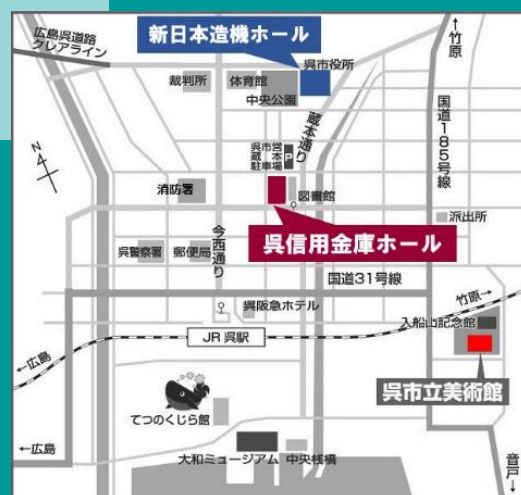 広島呉道路
クレアライン
新日本造機ホール
↑竹原
呉市役所
裁判所
体育館
中央公園
蔵本通り
国道185号線
N
4
呉市営
蔵本
駐車場
P
消防署
図書館
派出所
呉信用金庫ホール
今西通り
呉警察署
郵便局
国道31号線
呉阪急ホテル
竹原→
入船山記念館
JR 呉駅
←広島
呉市立美術館
てつのくじら館
←広島
大和ミュージアム
中央桟橋
音戸↓